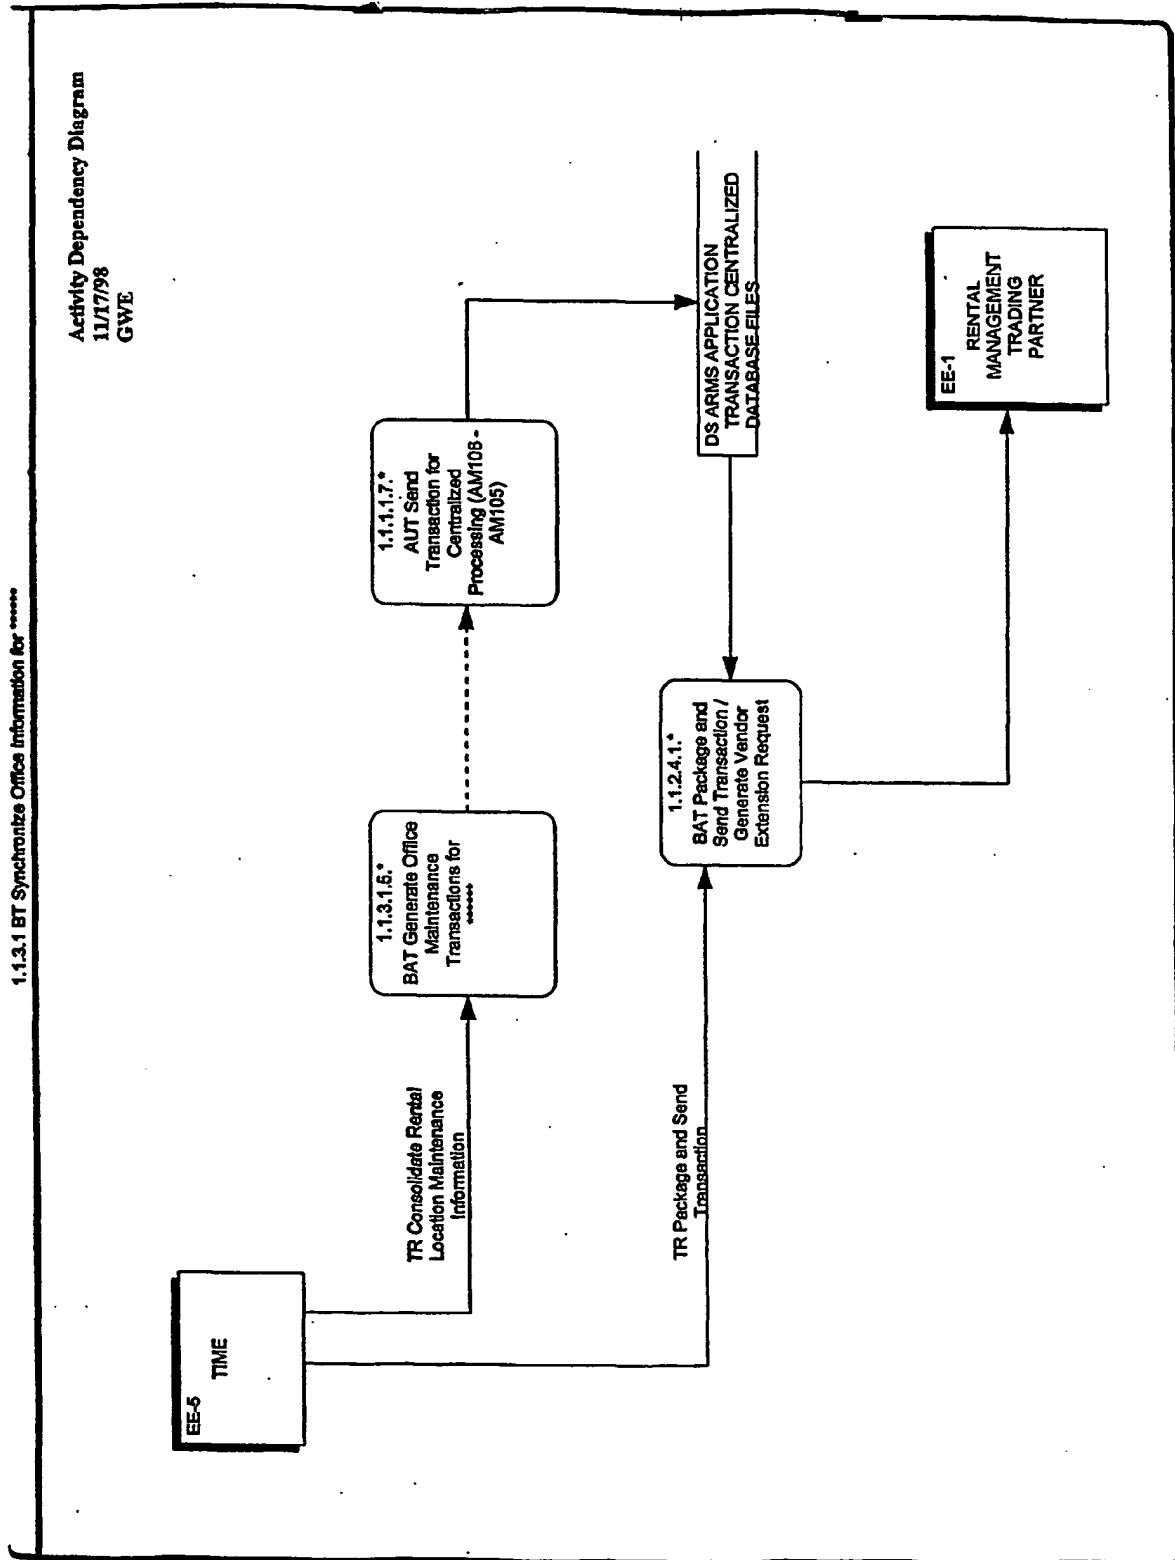 1.1.3.1 BT Synchronize Office Information for ******
Activity Dependency Diagram
11/17/98
GWE
EE-5
TIME
TR Consolidate Rental
Location Maintenance
Information
1.1.3.1.5.*
BAT Generate Office
Maintenance
Transactions for
******
1.1.1.1.7.*
AUT Send
Transaction for
Centralized
Processing (AM106 -
AM105)
DS ARMS APPLICATION
TRANSACTION CENTRALIZED
DATABASE FILES
TR Package and Send
Transaction
1.1.2.4.1.*
BAT Package and
Send Transaction /
Generate Vendor
Extension Request
EE-1
RENTAL
MANAGEMENT
TRADING
PARTNER